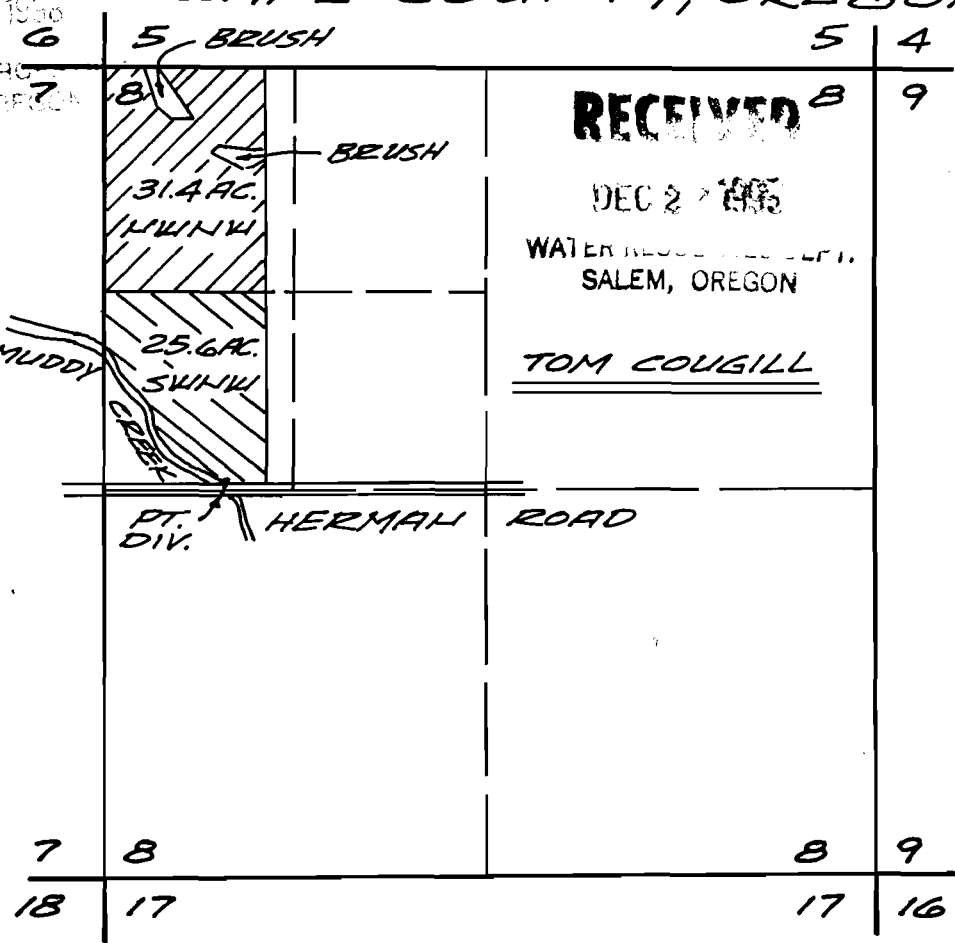 COUNTY, OREGON
6 5 BRUSH 5 4
7 8 8 9
RECEIVED
BRUSH
31.4 AC.
NWNW
DEC 2
WATER
SALEM, OREGON
25.6 AC.
SWNW
MUDDY
CREEK
TOM COUGILL
PT.
DIV.
HERMAN ROAD
7 8 8 9
18 17 17 16